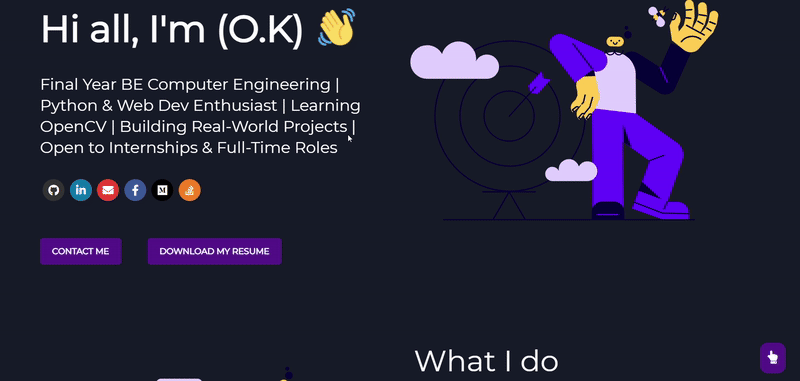 Hi all, I'm (O.K) 👋
Final Year BE Computer Engineering |
Python & Web Dev Enthusiast | Learning
OpenCV | Building Real-World Projects |
Open to Internships & Full-Time Roles
CONTACT ME
DOWNLOAD MY RESUME
What I do